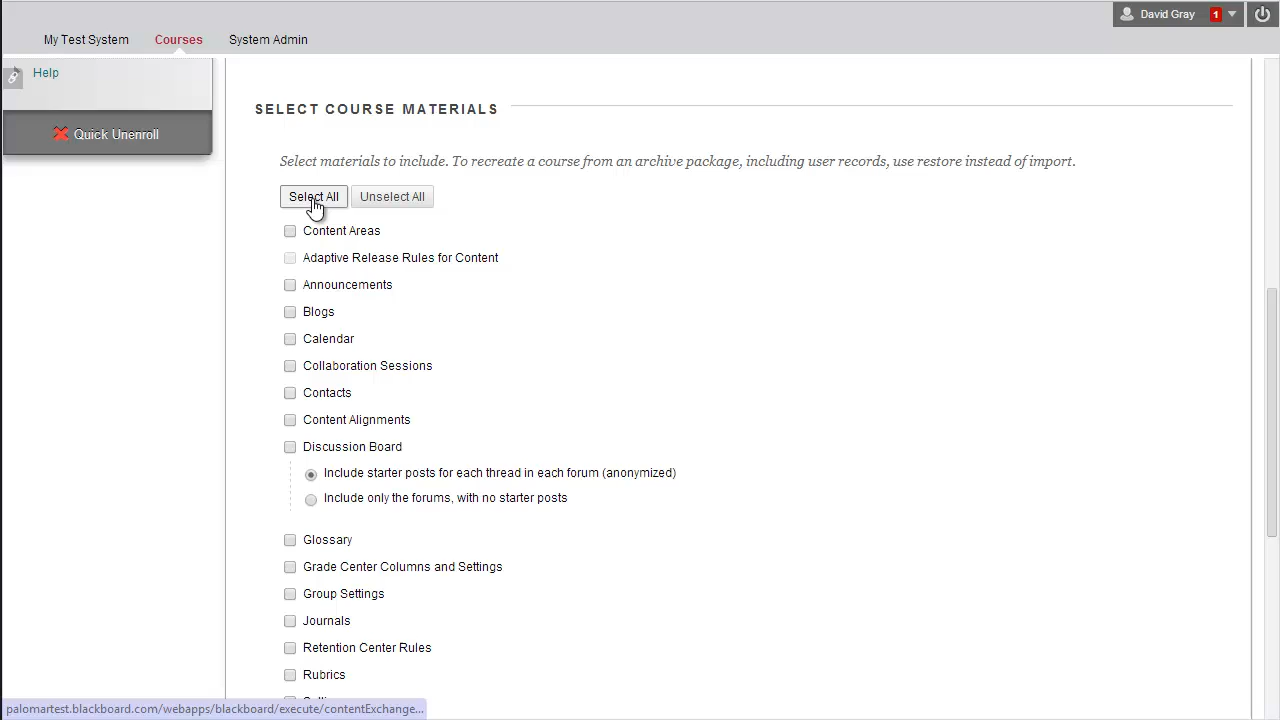 David Gray 1
My Test System Courses System Admin
Help
Quick Unenroll
SELECT COURSE MATERIALS
Select materials to include. To recreate a course from an archive package, including user records, use restore instead of import.
Select All Unselect All
Content Areas
Adaptive Release Rules for Content
Announcements
Blogs
Calendar
Collaboration Sessions
Contacts
Content Alignments
Discussion Board
Include starter posts for each thread in each forum (anonymized)
Include only the forums, with no starter posts
Glossary
Grade Center Columns and Settings
Group Settings
Journals
Retention Center Rules
Rubrics
palomartest.blackboard.com/webapps/blackboard/execute/contentExchange...